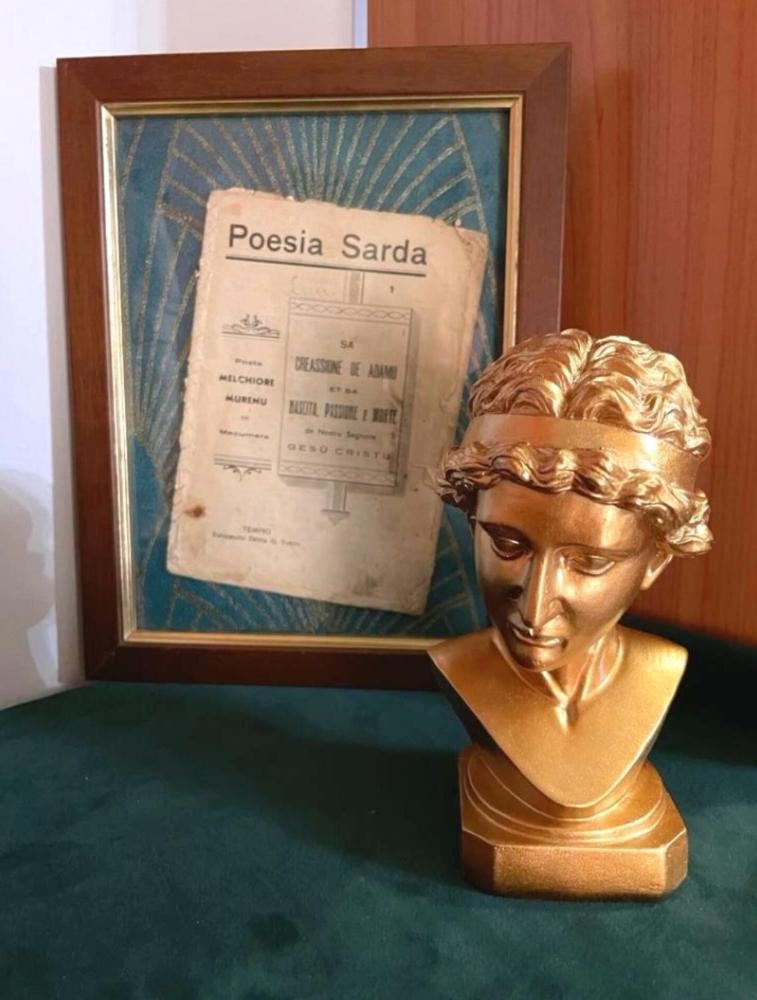 Poesia Sarda
1
Poeta
MELCHIORE
MURENU
DI
Macumere
SA
CREASSIONE DE ADAMU
ET SA
NASCITA, PASSIONE e MORTE
de Nostru Segnore
GESÙ CRISTU
TEMPIO